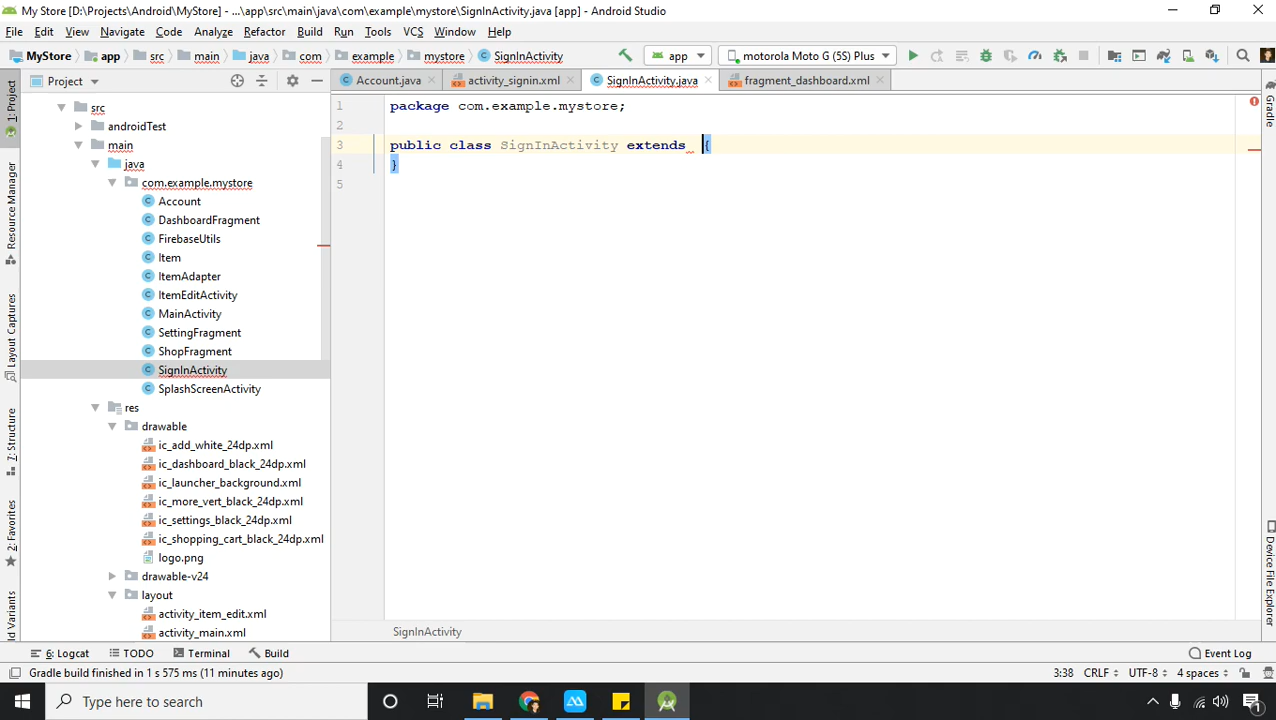 My Store [D:\Projects\Android\MyStore] - ...\app\src\main\java\com\example\mystore\SignInActivity.java [app] - Android Studio
File Edit View Navigate Code Analyze Refactor Build Run Tools VCS Window Help
MyStore app src main java com example mystore SignInActivity app motorola Moto G (5S) Plus
Project Account.java activity_signin.xml SignInActivity.java fragment_dashboard.xml
1: Project
Resource Manager
Layout Captures
7: Structure
2: Favorites
ld Variants
src
androidTest
main
java
com.example.mystore
Account
DashboardFragment
FirebaseUtils
Item
ItemAdapter
ItemEditActivity
MainActivity
SettingFragment
ShopFragment
SignInActivity
SplashScreenActivity
res
drawable
ic_add_white_24dp.xml
ic_dashboard_black_24dp.xml
ic_launcher_background.xml
ic_more_vert_black_24dp.xml
ic_settings_black_24dp.xml
ic_shopping_cart_black_24dp.xml
logo.png
drawable-v24
layout
activity_item_edit.xml
activity_main.xml
1 package com.example.mystore;
2
3 public class SignInActivity extends {
4 }
5
SignInActivity
Gradle
Device File Explorer
6: Logcat TODO Terminal Build Event Log
Gradle build finished in 1 s 575 ms (11 minutes ago) 3:38 CRLF UTF-8 4 spaces
Type here to search
1